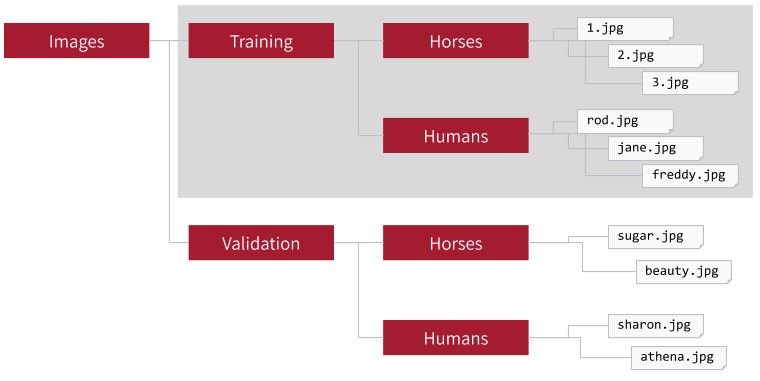 Images
Training
Horses
1.jpg
2.jpg
3.jpg
Humans
rod.jpg
jane.jpg
freddy.jpg
Validation
Horses
sugar.jpg
beauty.jpg
Humans
sharon.jpg
athena.jpg